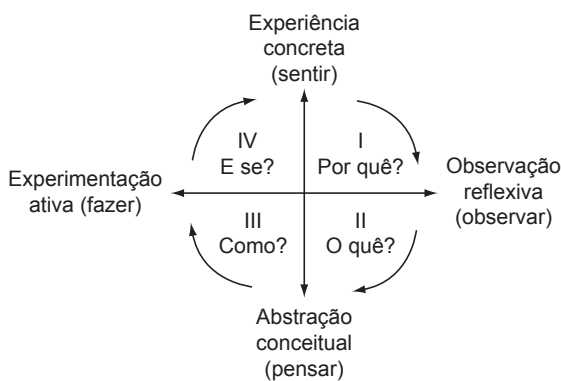 Experiência
concreta
(sentir)
IV
E se?
I
Por quê?
Experimentação
ativa (fazer)
Observação
reflexiva
(observar)
III
Como?
II
O quê?
Abstração
conceitual
(pensar)